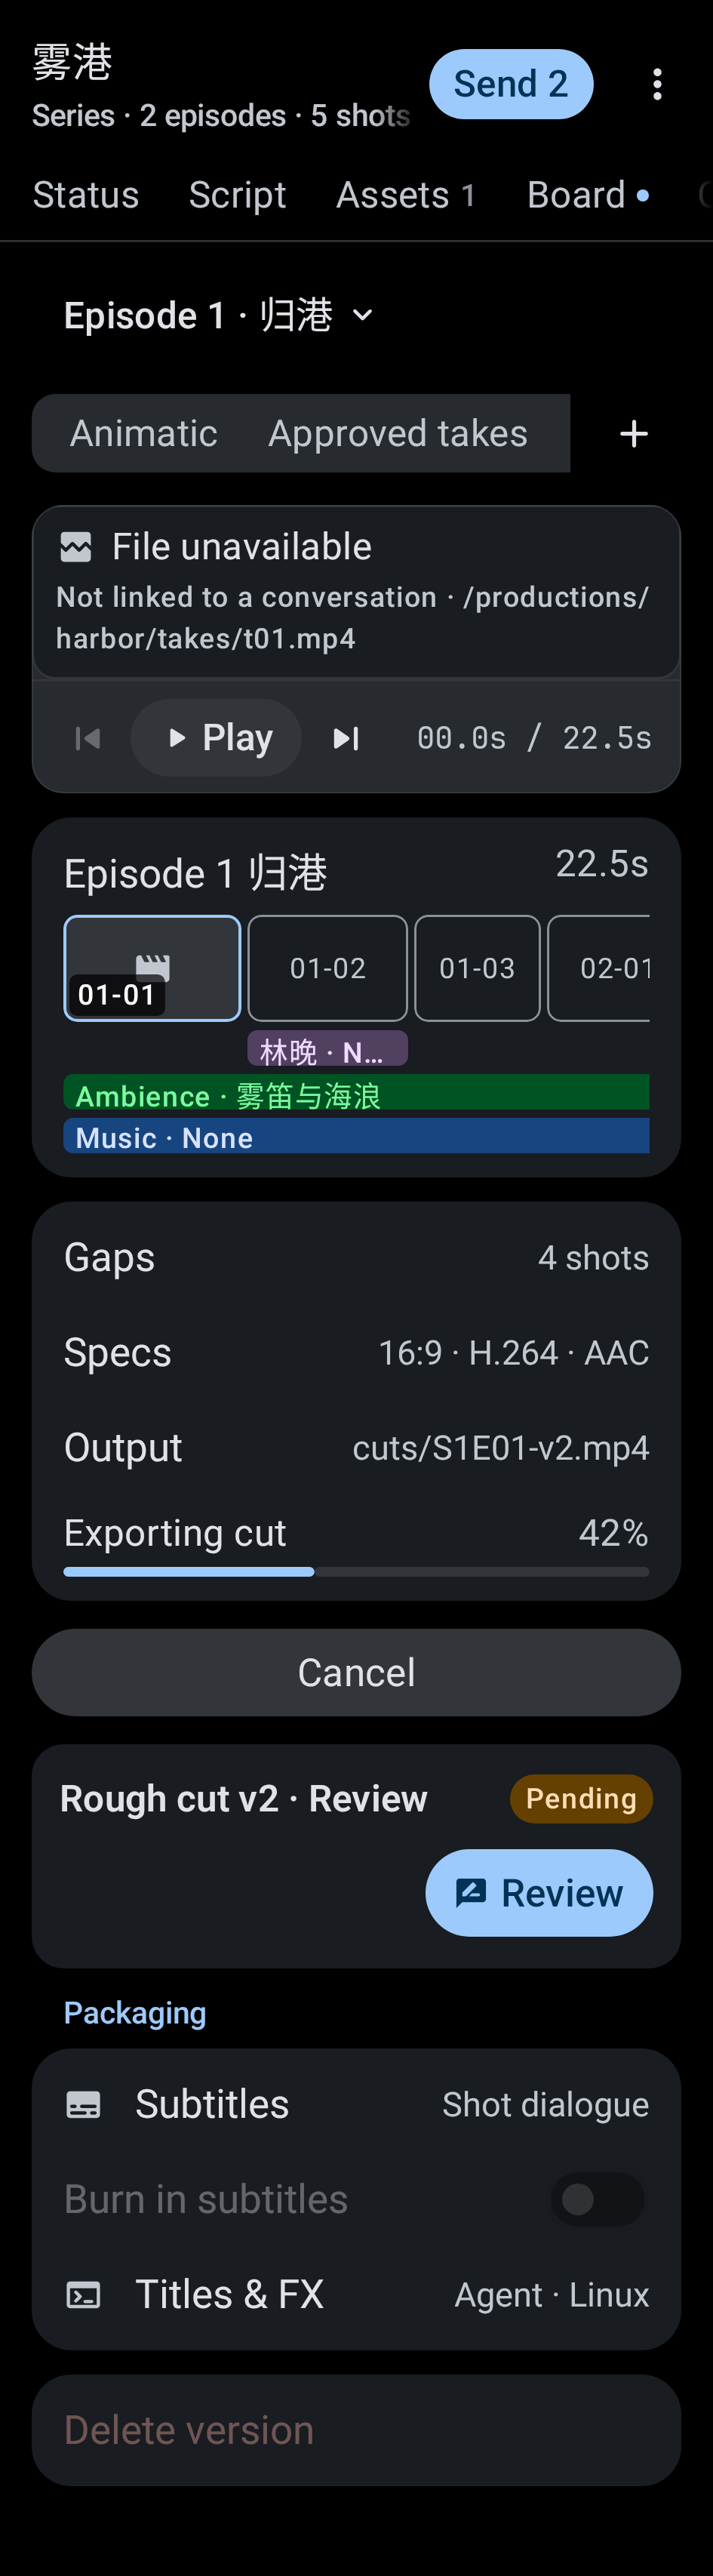 雾港
Send 2
Series · 2 episodes · 5 shots
Status Script Assets 1 Board
Episode 1 · 归港
Animatic Approved takes
File unavailable
Not linked to a conversation · /productions/
harbor/takes/t01.mp4
Play 00.0s / 22.5s
Episode 1 归港 22.5s
01-01 01-02 01-03 02-01
林晚 · N…
Ambience · 雾笛与海浪
Music · None
Gaps 4 shots
Specs 16:9 · H.264 · AAC
Output cuts/S1E01-v2.mp4
Exporting cut 42%
Cancel
Rough cut v2 · Review Pending
Review
Packaging
Subtitles Shot dialogue
Burn in subtitles
Titles & FX Agent · Linux
Delete version